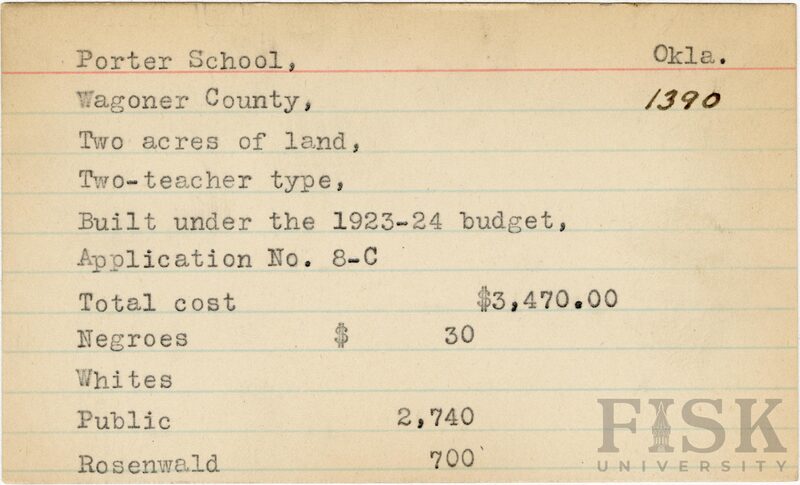 Porter School, Okla.
Wagoner County, 1390
Two acres of land,
Two-teacher type,
Built under the 1923-24 budget,
Application No. 8-C
Total cost $3,470.00
Negroes $ 30
Whites
Public 2,740
Rosenwald 700
FISK
UNIVERSITY